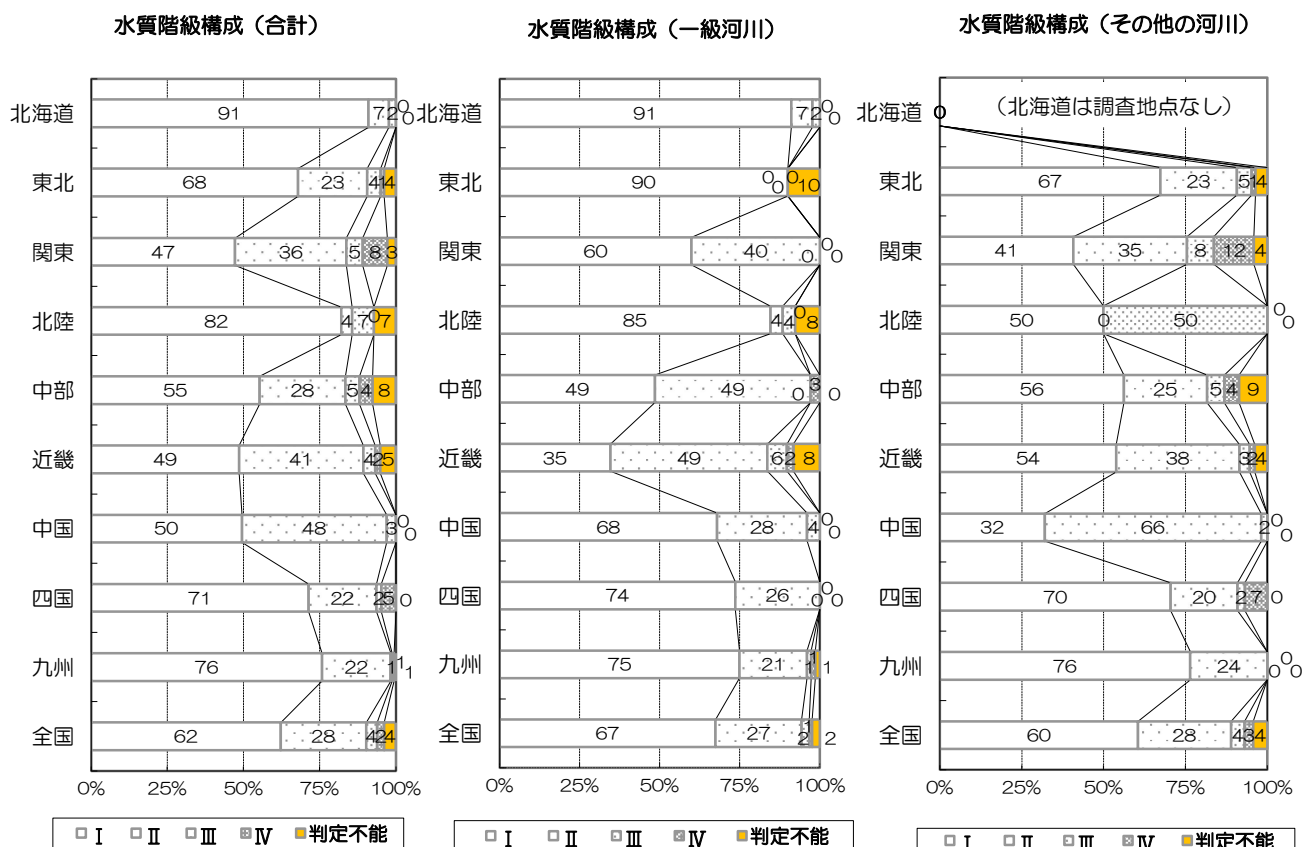 水質階級構成（合計）
北海道 91 7 2 0 0
東北 68 23 4 1 4
関東 47 36 5 8 3
北陸 82 4 7 0 7
中部 55 28 5 4 8
近畿 49 41 4 2 5
中国 50 48 3 0 0
四国 71 22 2 5 0
九州 76 22 1 1 1
全国 62 28 4 2 4
0% 25% 50% 75% 100%
Ⅰ Ⅱ Ⅲ Ⅳ 判定不能
水質階級構成（一級河川）
北海道 91 7 2 0 0
東北 90 0 0 0 10
関東 60 40 0 0 0
北陸 85 4 4 0 8
中部 49 49 0 3 0
近畿 35 49 6 2 8
中国 68 28 4 0 0
四国 74 26 0 0 0
九州 75 21 1 1 1
全国 67 27 2 1 2
0% 25% 50% 75% 100%
Ⅰ Ⅱ Ⅲ Ⅳ 判定不能
水質階級構成（その他の河川）
北海道 0 （北海道は調査地点なし）
東北 67 23 5 1 4
関東 41 35 8 12 4
北陸 50 0 50 0 0
中部 56 25 5 4 9
近畿 54 38 3 2 4
中国 32 66 2 0 0
四国 70 20 2 7 0
九州 76 24 0 0 0
全国 60 28 4 3 4
0% 25% 50% 75% 100%
Ⅰ Ⅱ Ⅲ Ⅳ 判定不能